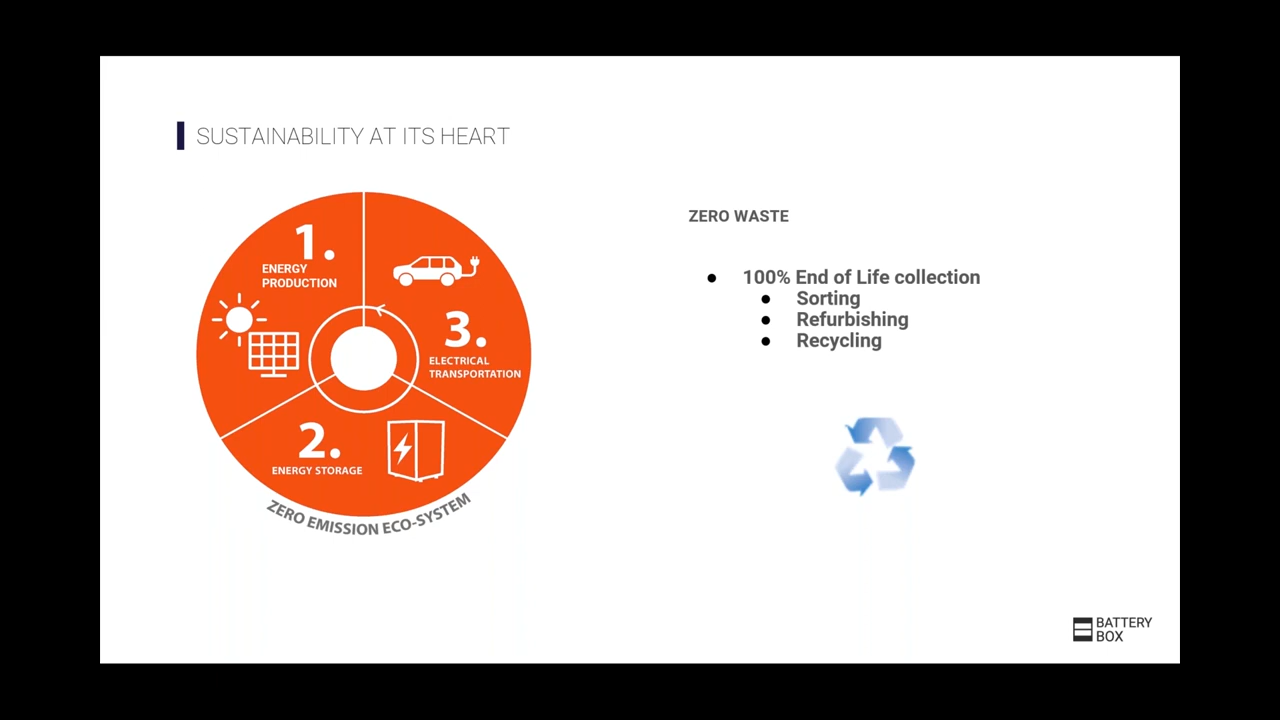 SUSTAINABILITY AT ITS HEART
1.
ENERGY
PRODUCTION
2.
ENERGY STORAGE
3.
ELECTRICAL
TRANSPORTATION
ZERO EMISSION ECO-SYSTEM
ZERO WASTE
● 100% End of Life collection
● Sorting
● Refurbishing
● Recycling
BATTERY
BOX